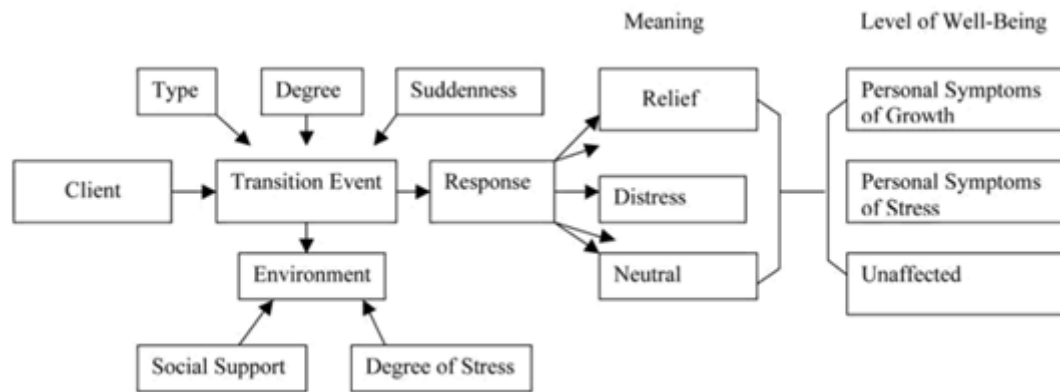 Meaning
Level of Well-Being
Type
Degree
Suddenness
Relief
Personal Symptoms
of Growth
Client
Transition Event
Response
Distress
Personal Symptoms
of Stress
Environment
Neutral
Unaffected
Social Support
Degree of Stress